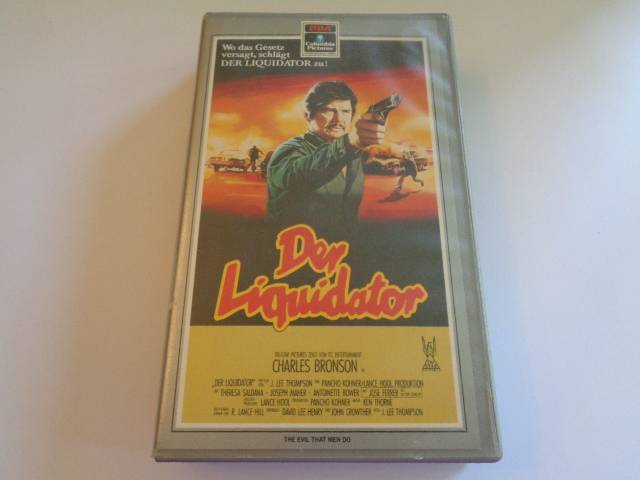 RCA
Columbia
Pictures
Wo das Gesetz
versagt, schlägt
DER LIQUIDATOR zu!
Der
Liquidator
CHARLES BRONSON
„DER LIQUIDATOR" J. LEE THOMPSON PANCHO KOHNER/LANCE HOOL PRODUKTION
THERESA SALDANA · JOSEPH MAHER · ANTOINETTE BOWER JOSE FERRER
LANCE HOOL PANCHO KOHNER KEN THORNE
R. LANCE HILL DAVID LEE HENRY JOHN CROWTHER J. LEE THOMPSON
THE EVIL THAT MEN DO